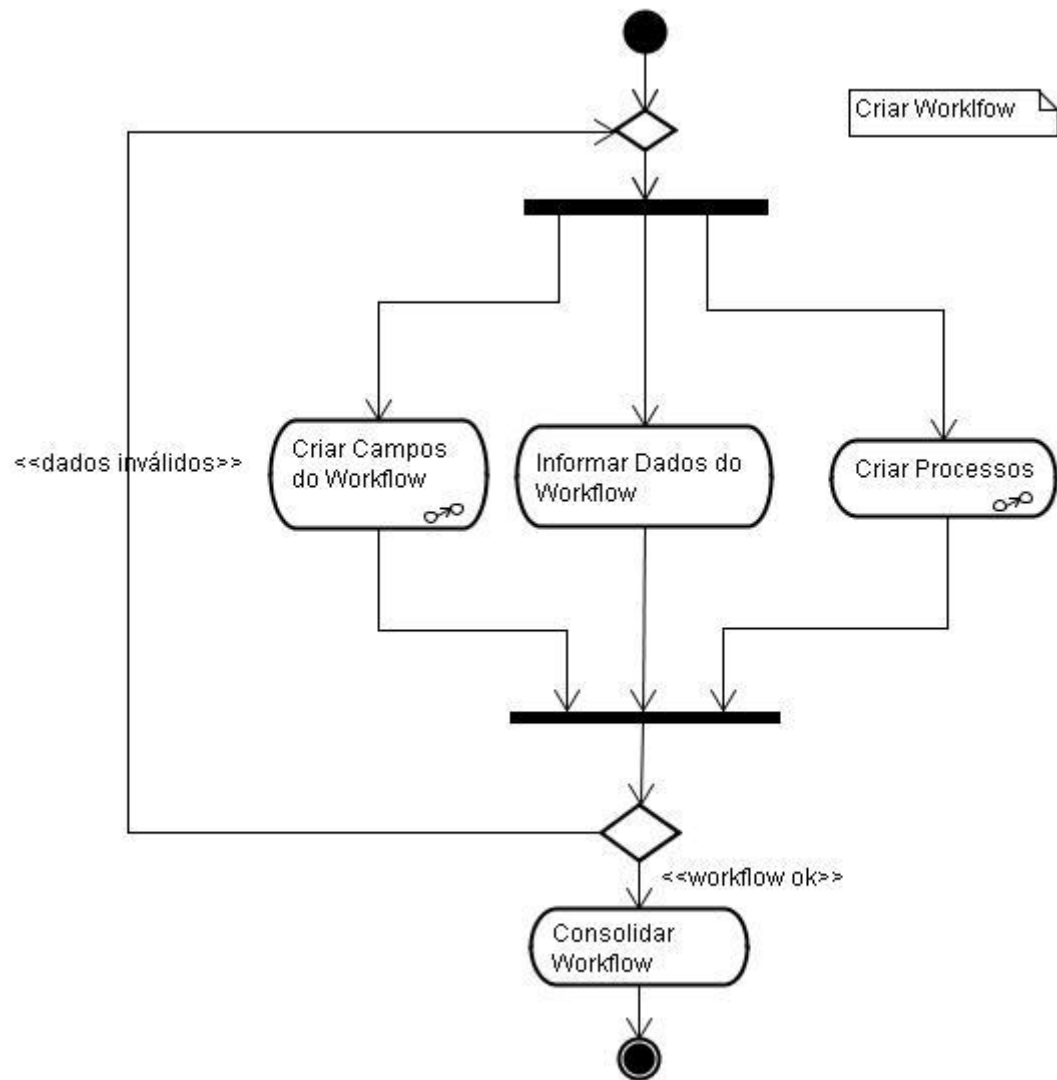 Criar Worklfow
<<dados inválidos>>
Criar Campos
do Workflow
Informar Dados do
Workflow
Criar Processos
<<workflow ok>>
Consolidar
Workflow